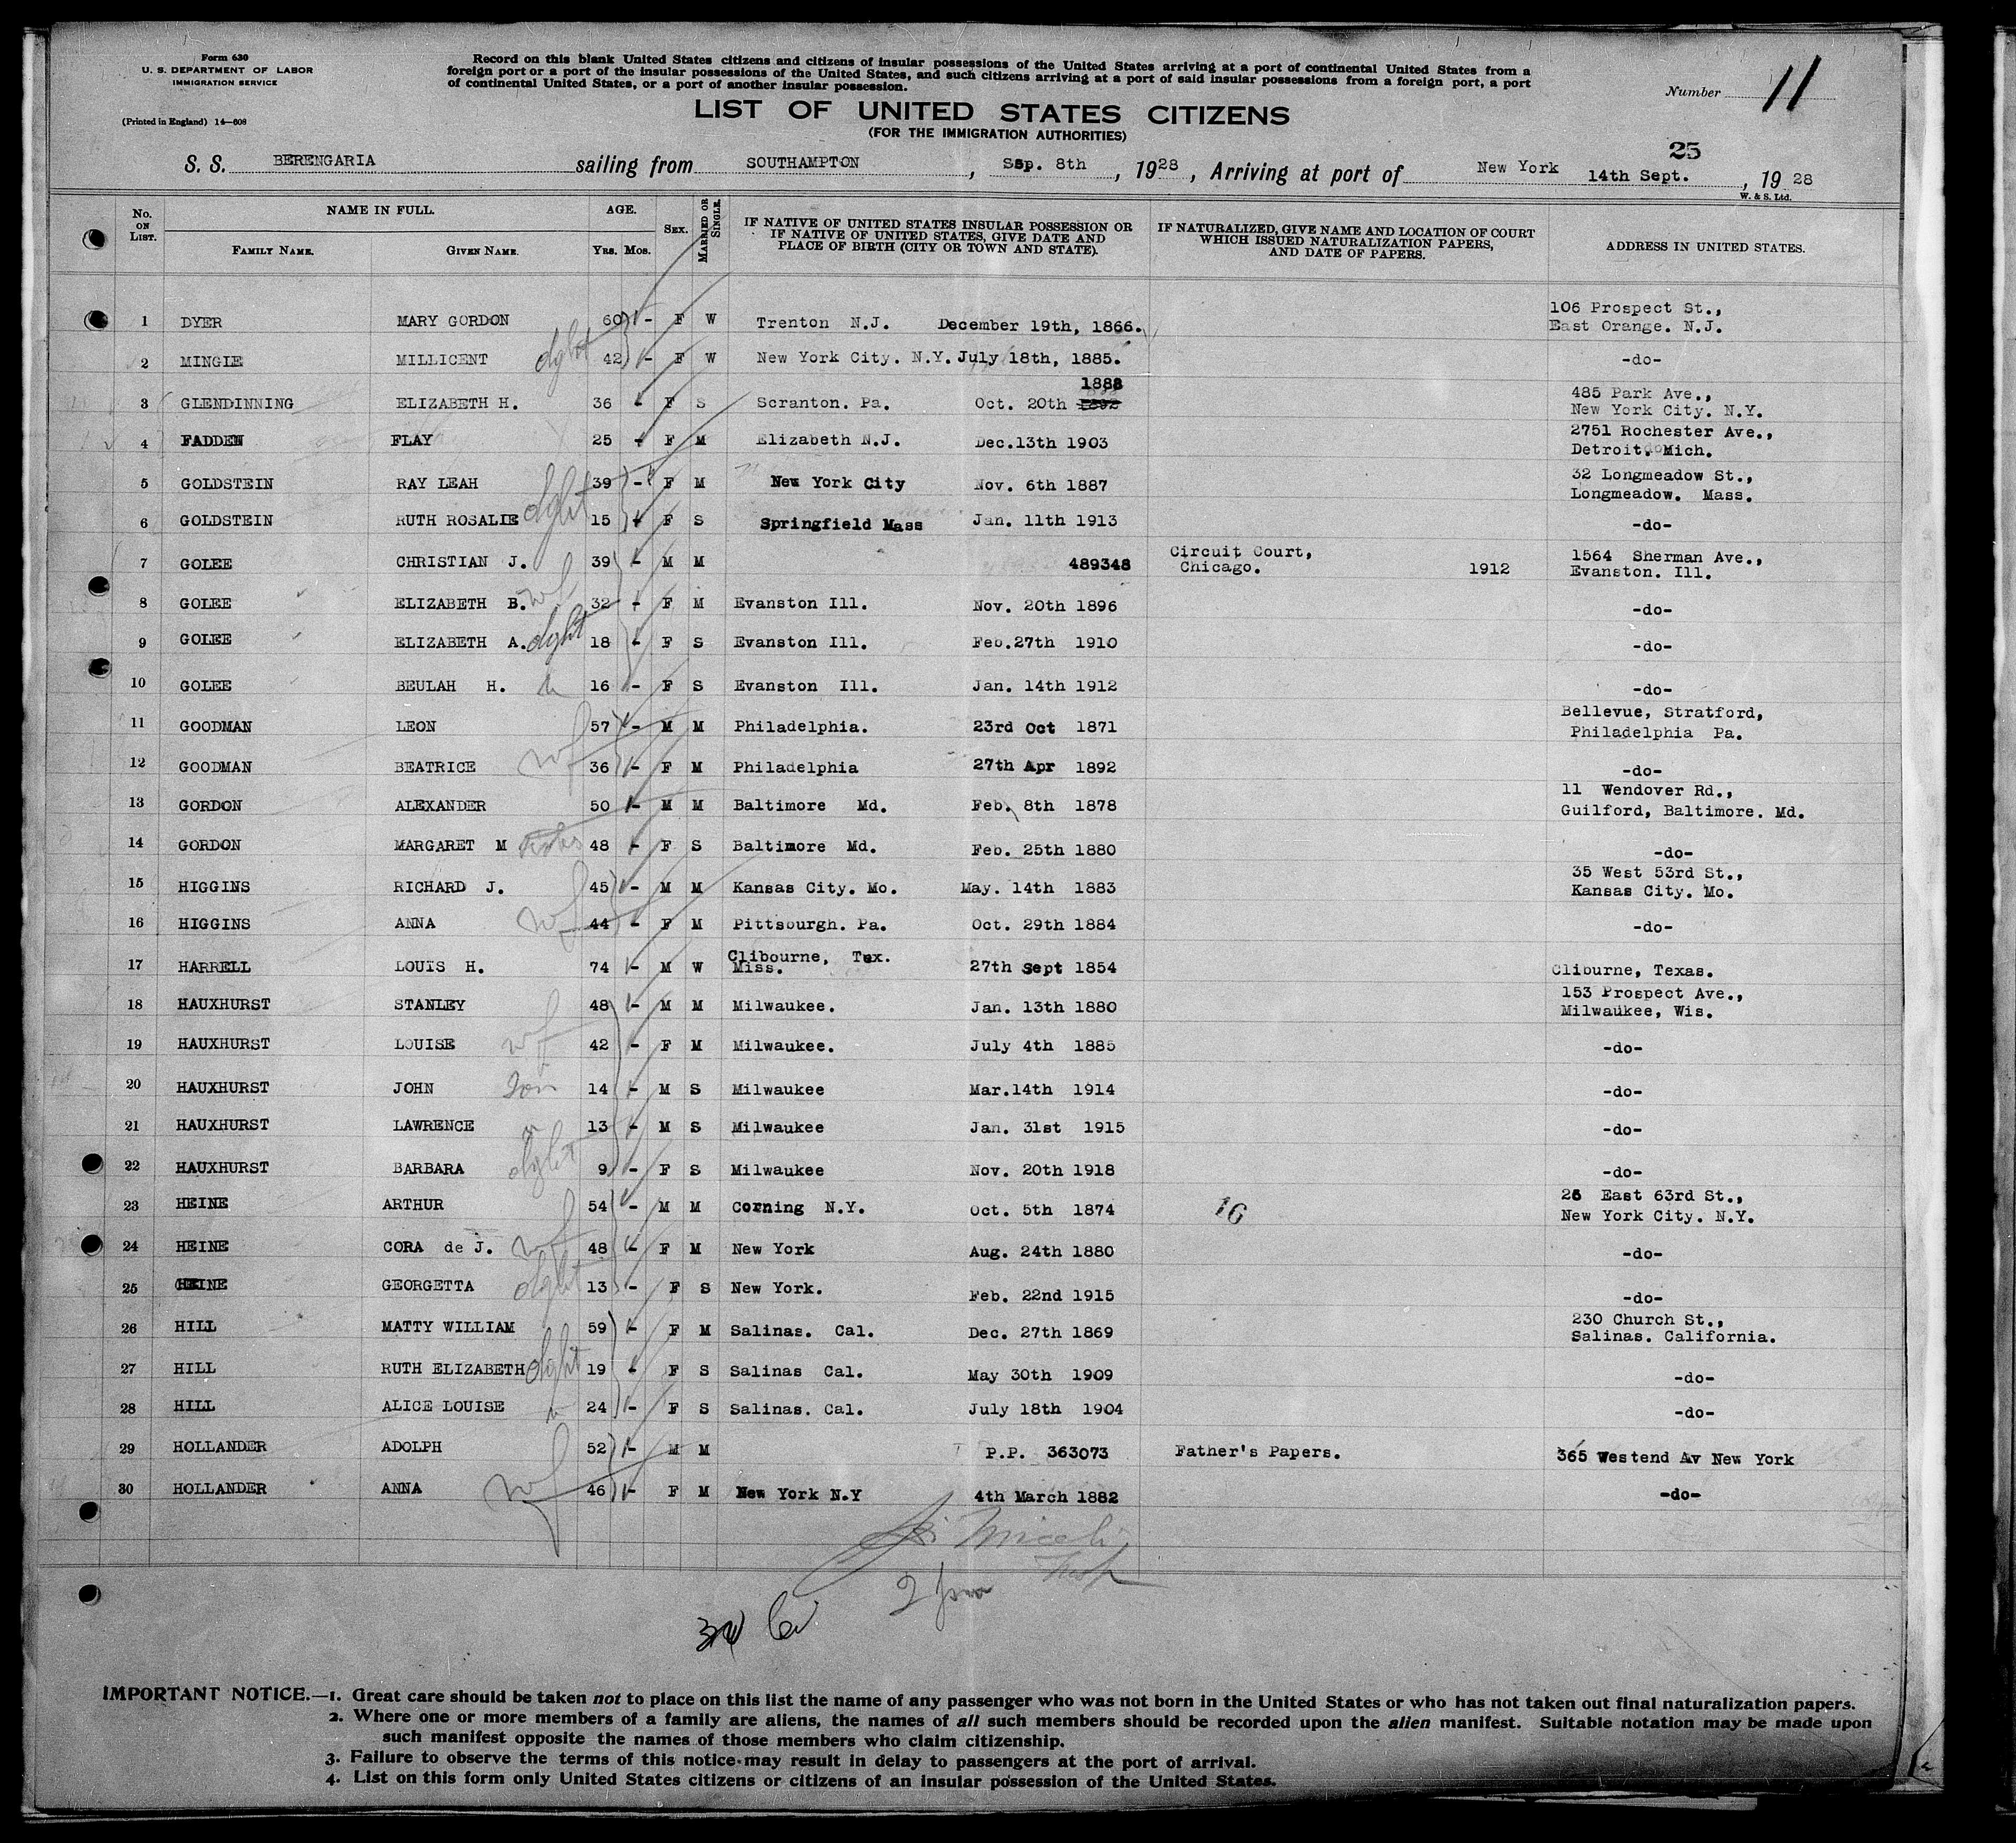 Form 630
U. S. DEPARTMENT OF LABOR
IMMIGRATION SERVICE
(Printed in England) 14—608
Record on this blank United States citizens and citizens of insular possessions of the United States arriving at a port of continental United States from a
foreign port or a port of the insular possessions of the United States, and such citizens arriving at a port of said insular possessions from a foreign port, a port
of continental United States, or a port of another insular possession.
Number 11
LIST OF UNITED STATES CITIZENS
(FOR THE IMMIGRATION AUTHORITIES)
25
S. S. BERENGARIA sailing from SOUTHAMPTON, Sep. 8th, 1928, Arriving at port of New York 14th Sept., 19 28
W. & S. Ltd.
No. ON LIST. NAME IN FULL. FAMILY NAME. GIVEN NAME. AGE. Yrs. Mos. SEX. MARRIED OR SINGLE. IF NATIVE OF UNITED STATES INSULAR POSSESSION OR IF NATIVE OF UNITED STATES, GIVE DATE AND PLACE OF BIRTH (CITY OR TOWN AND STATE). IF NATURALIZED, GIVE NAME AND LOCATION OF COURT WHICH ISSUED NATURALIZATION PAPERS, AND DATE OF PAPERS. ADDRESS IN UNITED STATES.
1 DYER MARY GORDON 60 - F W Trenton N.J. December 19th, 1866. 106 Prospect St., East Orange. N.J.
2 MINGLE MILLICENT dght 42 - F W New York City. N.Y. July 18th, 1885. -do-
3 GLENDINNING ELIZABETH H. 36 - F S Scranton. Pa. Oct. 20th 1888 1892 485 Park Ave., New York City. N.Y.
4 FADDEN FLAY 25 - F M Elizabeth N.J. Dec.13th 1903 2751 Rochester Ave., Detroit. Mich.
5 GOLDSTEIN RAY LEAH 39 - F M New York City Nov. 6th 1887 32 Longmeadow St., Longmeadow. Mass.
6 GOLDSTEIN RUTH ROSALIE dght 15 - F S Springfield Mass Jan. 11th 1913 -do-
7 GOLEE CHRISTIAN J. 39 - M M 489348 Circuit Court, Chicago. 1912 1564 Sherman Ave., Evanston. Ill.
8 GOLEE ELIZABETH B. wf 32 - F M Evanston Ill. Nov. 20th 1896 -do-
9 GOLEE ELIZABETH A. dght 18 - F S Evanston Ill. Feb.27th 1910 -do-
10 GOLEE BEULAH H. 16 - F S Evanston Ill. Jan. 14th 1912 -do-
11 GOODMAN LEON 57 - M M Philadelphia. 23rd Oct 1871 Bellevue, Stratford, Philadelphia Pa.
12 GOODMAN BEATRICE wf 36 - F M Philadelphia 27th Apr 1892 -do-
13 GORDON ALEXANDER 50 - M M Baltimore Md. Feb. 8th 1878 11 Wendover Rd., Guilford, Baltimore. Md.
14 GORDON MARGARET M 48 - F S Baltimore Md. Feb. 25th 1880 -do-
15 HIGGINS RICHARD J. 45 - M M Kansas City. Mo. May. 14th 1883 35 West 53rd St., Kansas City. Mo.
16 HIGGINS ANNA wf 44 - F M Pittsburgh. Pa. Oct. 29th 1884 -do-
17 HARRELL LOUIS H. 74 - M W Clibourne, Tex. Miss. 27th Sept 1854 Cliburne, Texas.
18 HAUXHURST STANLEY 48 - M M Milwaukee. Jan. 13th 1880 153 Prospect Ave., Milwaukee, Wis.
19 HAUXHURST LOUISE wf 42 - F M Milwaukee. July 4th 1885 -do-
20 HAUXHURST JOHN son 14 - M S Milwaukee Mar.14th 1914 -do-
21 HAUXHURST LAWRENCE 13 - M S Milwaukee Jan. 31st 1915 -do-
22 HAUXHURST BARBARA dght 9 - F S Milwaukee Nov. 20th 1918 -do-
23 HEINE ARTHUR 54 - M M Corning N.Y. Oct. 5th 1874 16 26 East 63rd St., New York City. N.Y.
24 HEINE CORA de J. wf 48 - F M New York Aug. 24th 1880 -do-
25 HEINE GEORGETTA dght 13 - F S New York. Feb. 22nd 1915 -do-
26 HILL MATTY WILLIAM 59 - F M Salinas. Cal. Dec. 27th 1869 230 Church St., Salinas. California.
27 HILL RUTH ELIZABETH dght 19 - F S Salinas Cal. May 30th 1909 -do-
28 HILL ALICE LOUISE 24 - F S Salinas. Cal. July 18th 1904 -do-
29 HOLLANDER ADOLPH 52 - M M P.P. 363073 Father's Papers. 365 Westend Av New York
30 HOLLANDER ANNA wf 46 - F M New York N.Y 4th March 1882 -do-
IMPORTANT NOTICE.—1. Great care should be taken not to place on this list the name of any passenger who was not born in the United States or who has not taken out final naturalization papers.
2. Where one or more members of a family are aliens, the names of all such members should be recorded upon the alien manifest. Suitable notation may be made upon
such manifest opposite the names of those members who claim citizenship.
3. Failure to observe the terms of this notice may result in delay to passengers at the port of arrival.
4. List on this form only United States citizens or citizens of an insular possession of the United States.